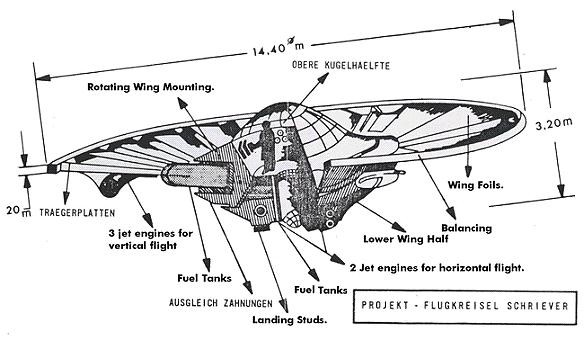 14,40 ø m
OBERE KUGELHAELFTE
Rotating Wing Mounting.
3,20 m
20 m
TRAEGERPLATTEN
Wing Foils.
3 jet engines for
vertical flight
Balancing
Lower Wing Half
Fuel Tanks
2 Jet engines for horizontal flight.
Fuel Tanks
AUSGLEICH ZAHNUNGEN
Landing Studs.
PROJEKT - FLUGKREISEL SCHRIEVER